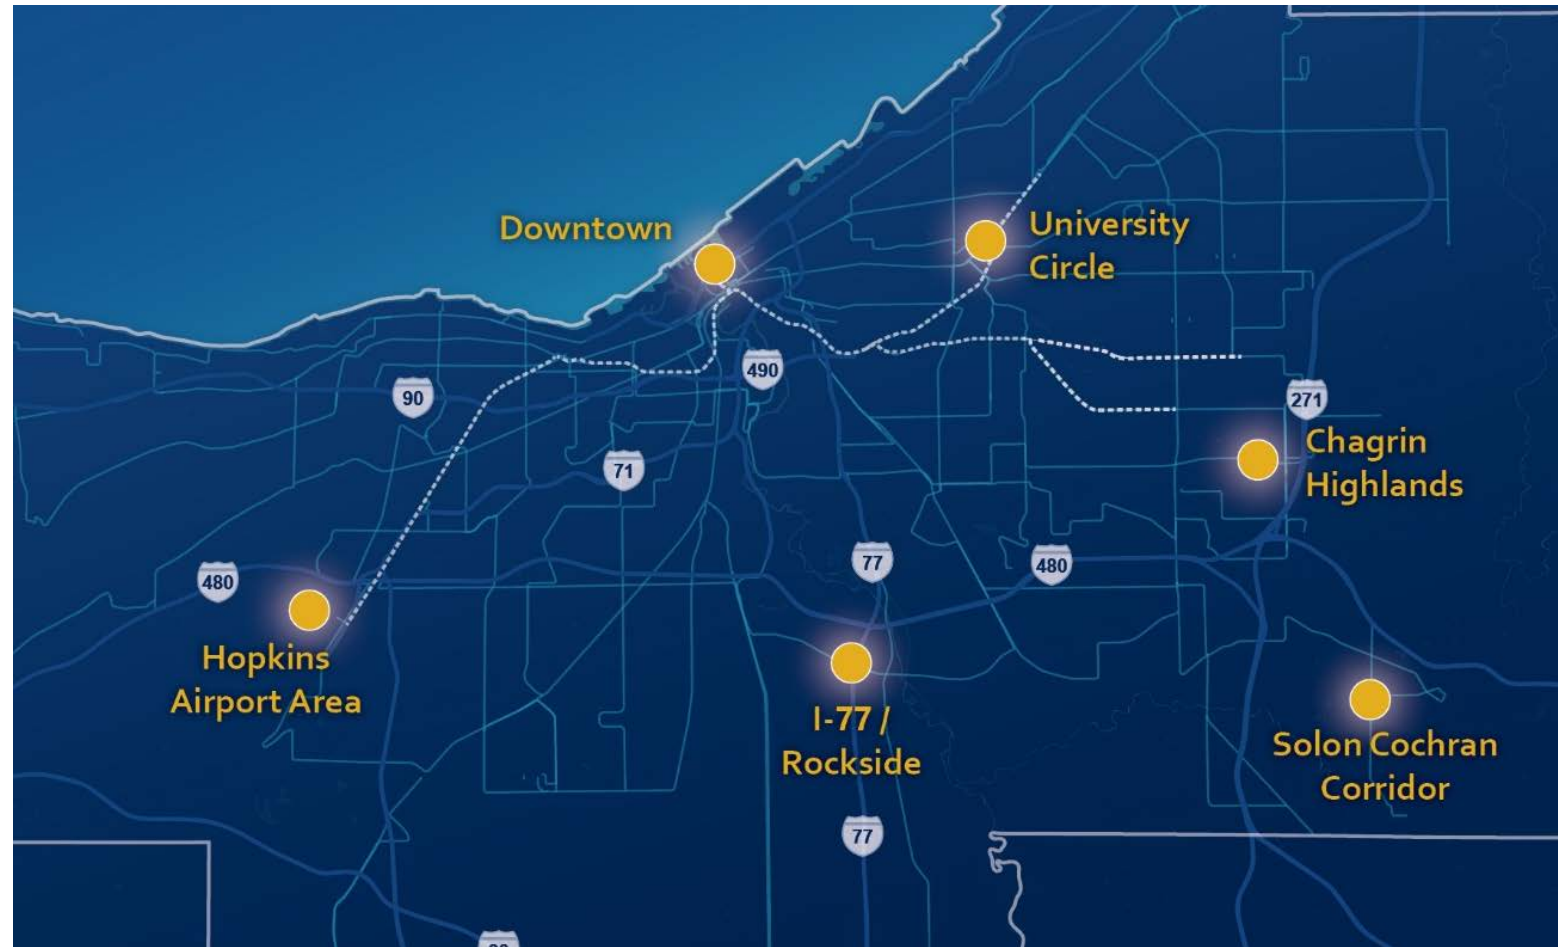 Downtown
University
Circle
490
90
271
Chagrin
Highlands
71
77
480
480
Hopkins
Airport Area
I-77 /
Rockside
Solon Cochran
Corridor
77